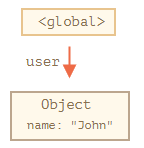 <global>
user
Object
name: "John"